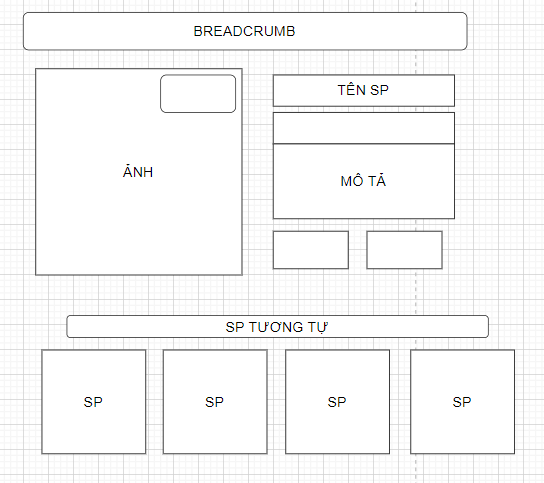 BREADCRUMB
TÊN SP
ẢNH
MÔ TẢ
SP TƯƠNG TỰ
SP
SP
SP
SP